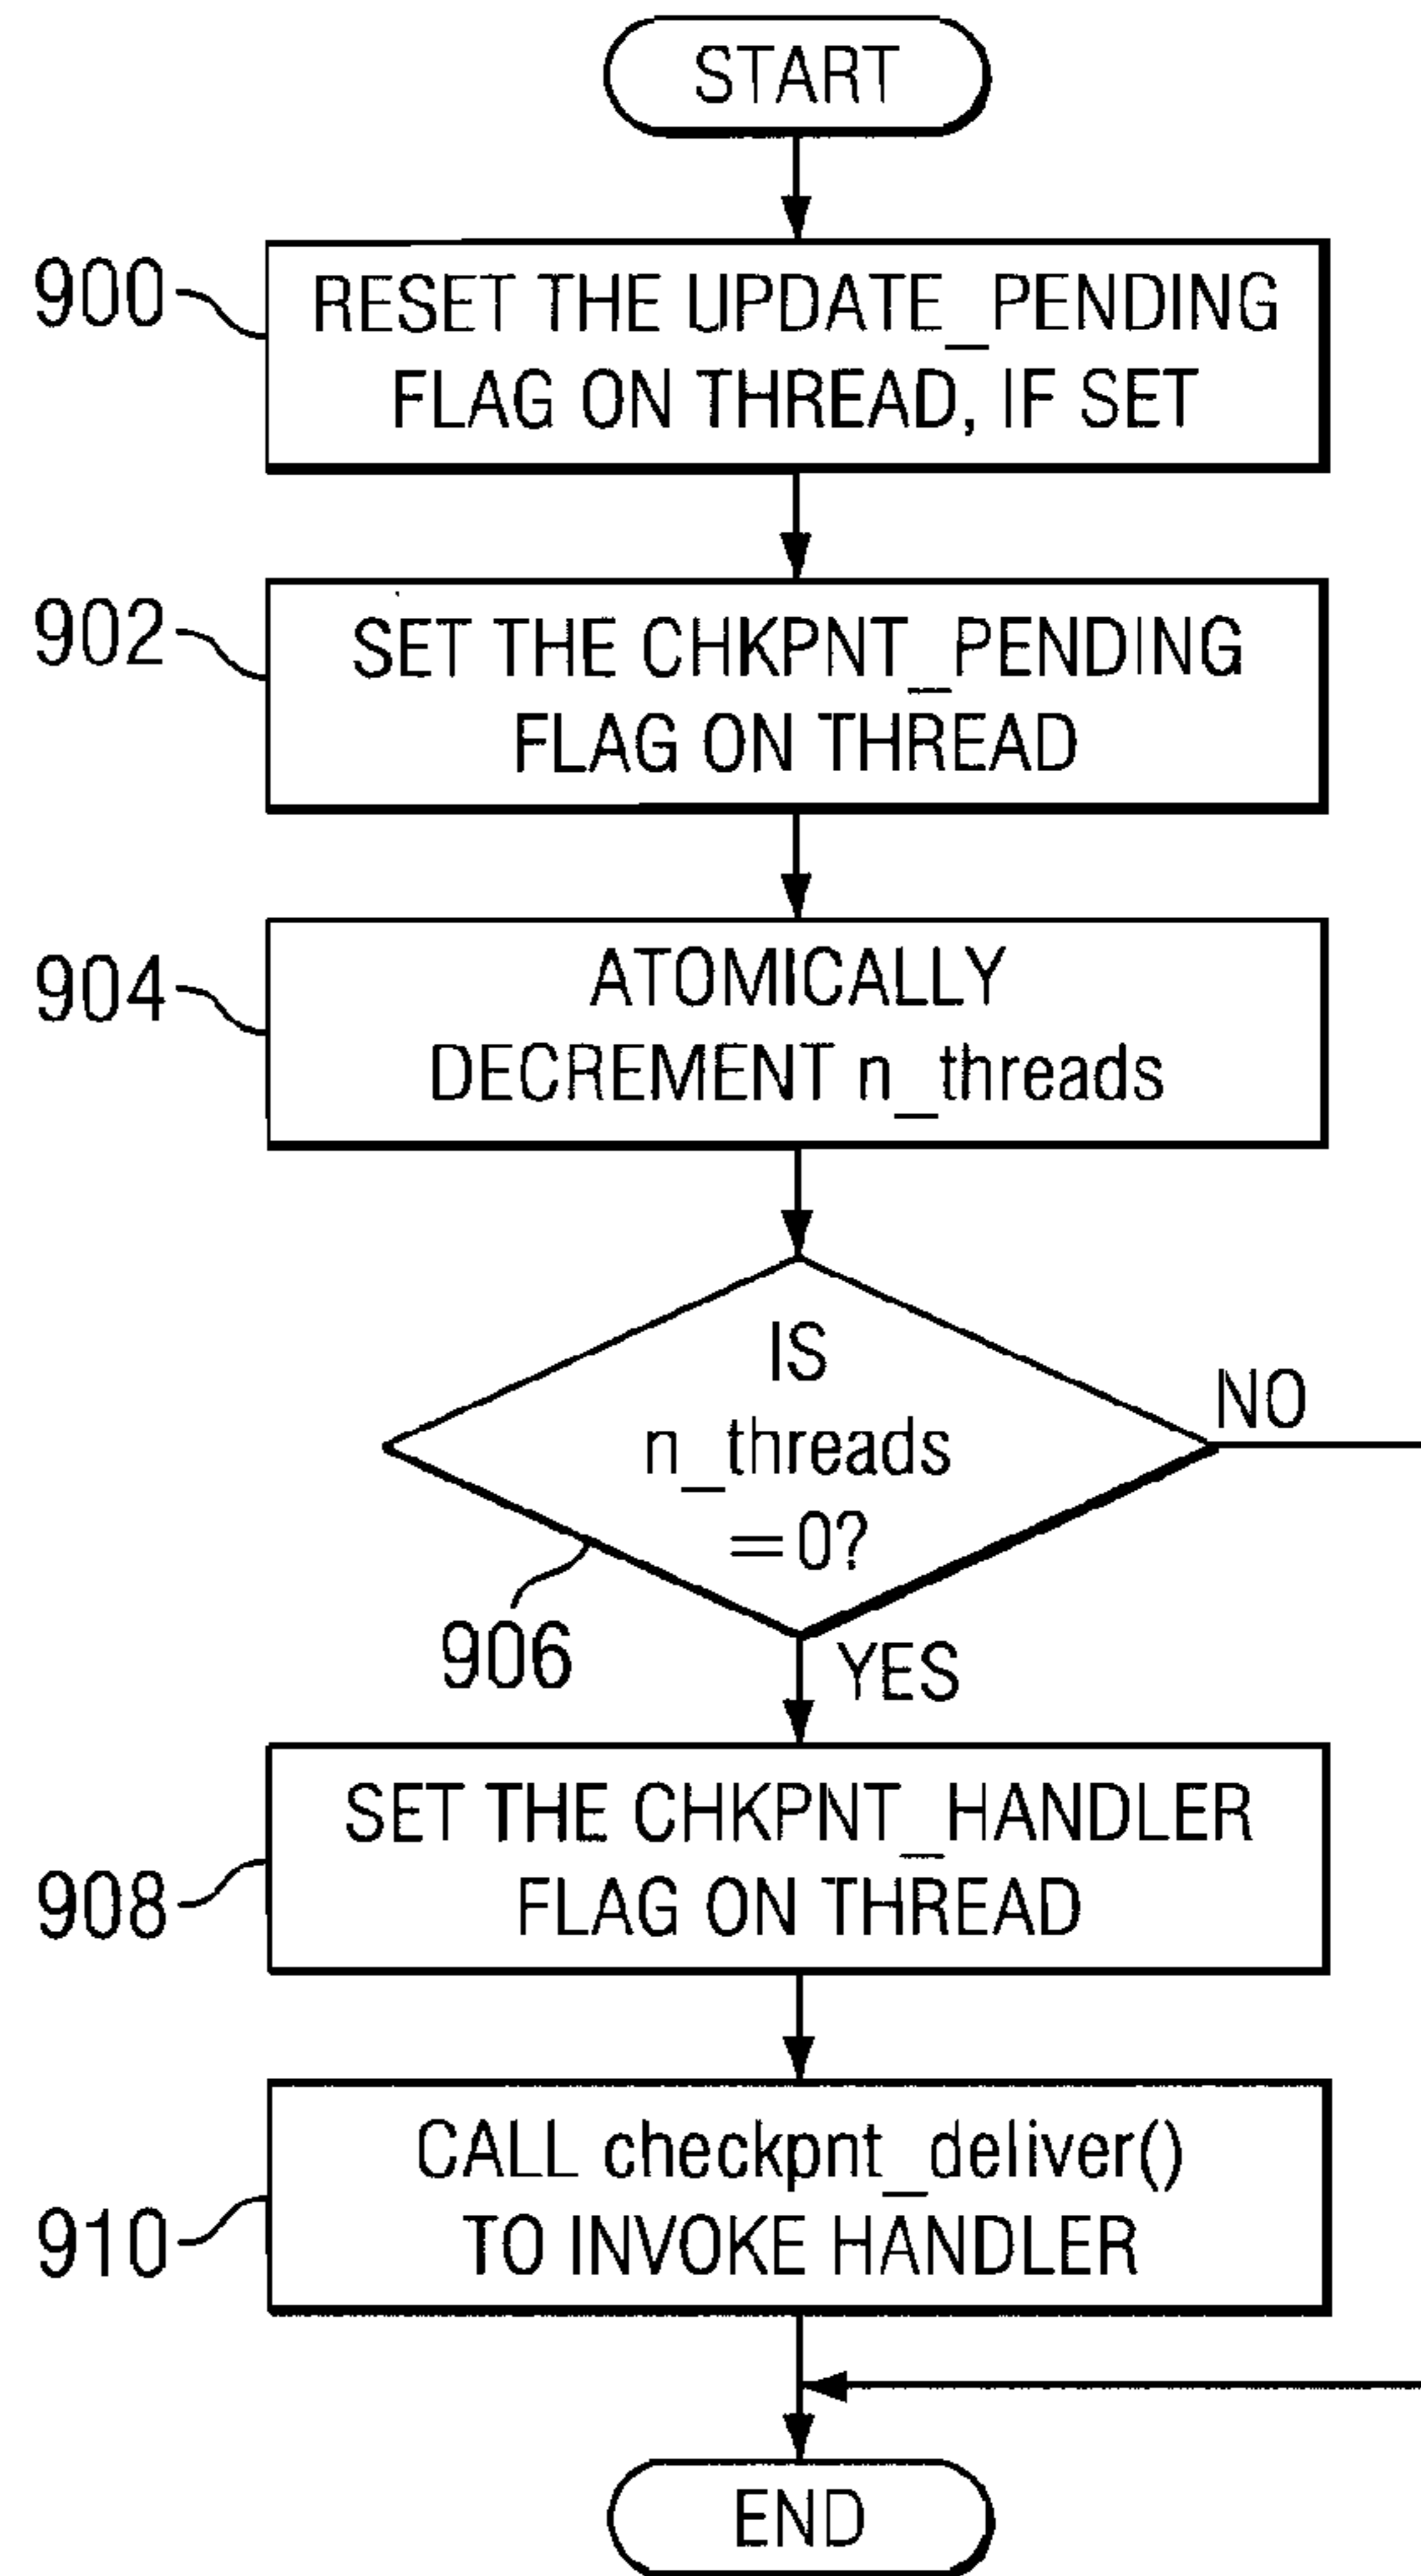 START
900
RESET THE UPDATE_PENDING
FLAG ON THREAD, IF SET
902
SET THE CHKPNT_PENDING
FLAG ON THREAD
904
ATOMICALLY
DECREMENT n_threads
IS
n_threads
=0?
NO
906
YES
SET THE CHKPNT_HANDLER
FLAG ON THREAD
908
CALL checkpnt_deliver()
TO INVOKE HANDLER
910
END